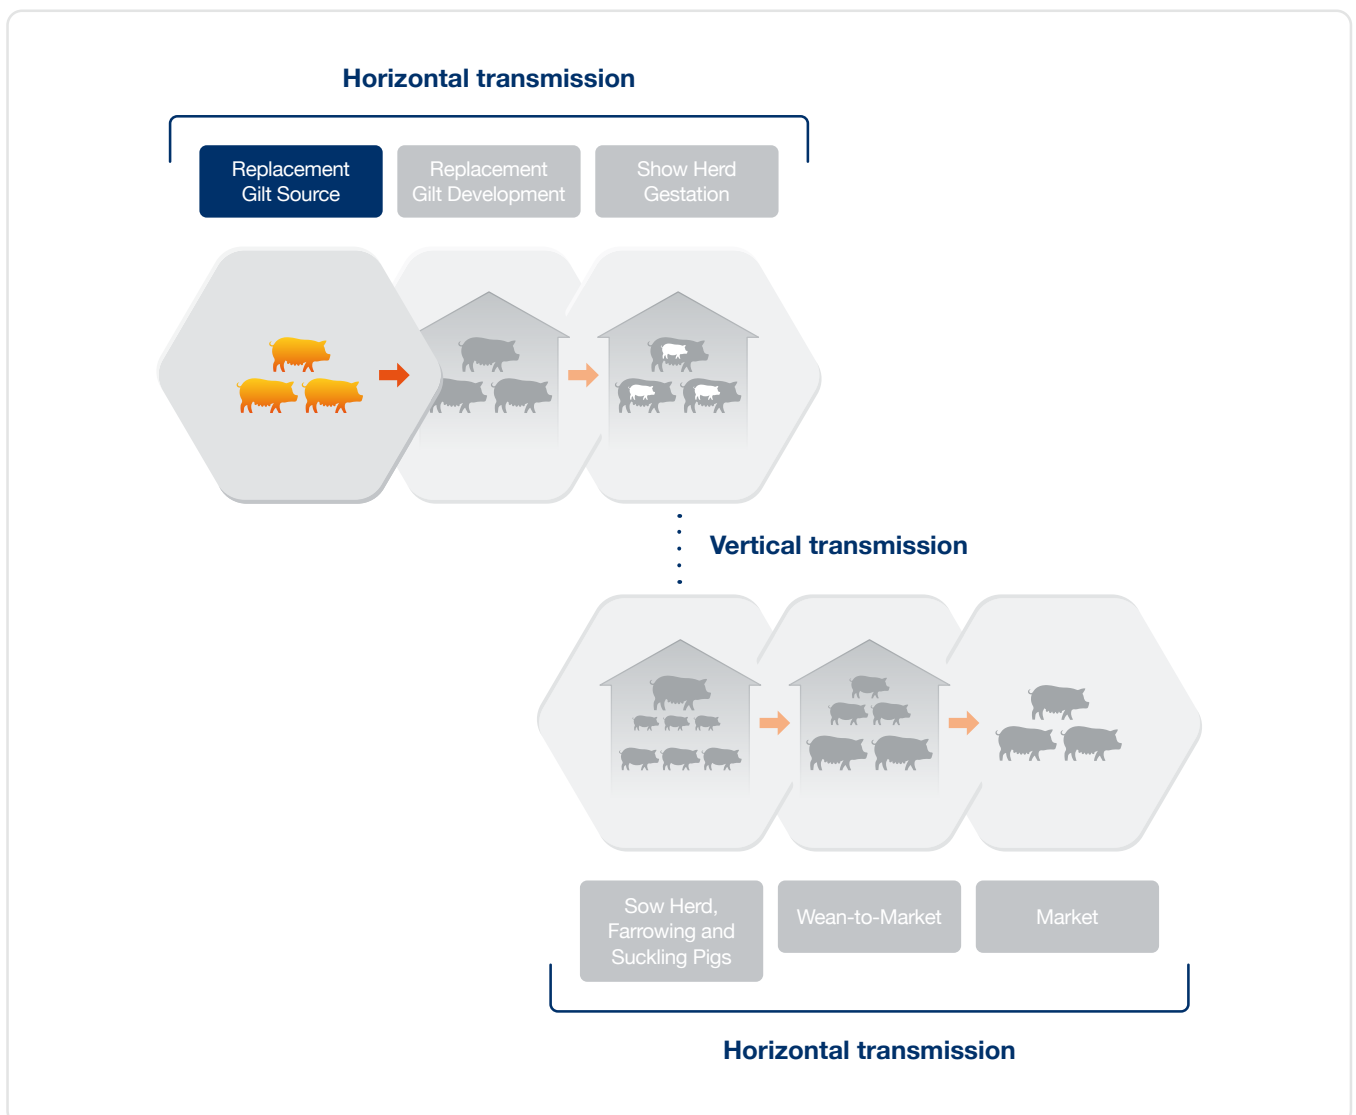 Horizontal transmission
Replacement
Gilt Source
Replacement
Gilt Development
Show Herd
Gestation
Vertical transmission
Sow Herd,
Farrowing and
Suckling Pigs
Wean-to-Market
Market
Horizontal transmission